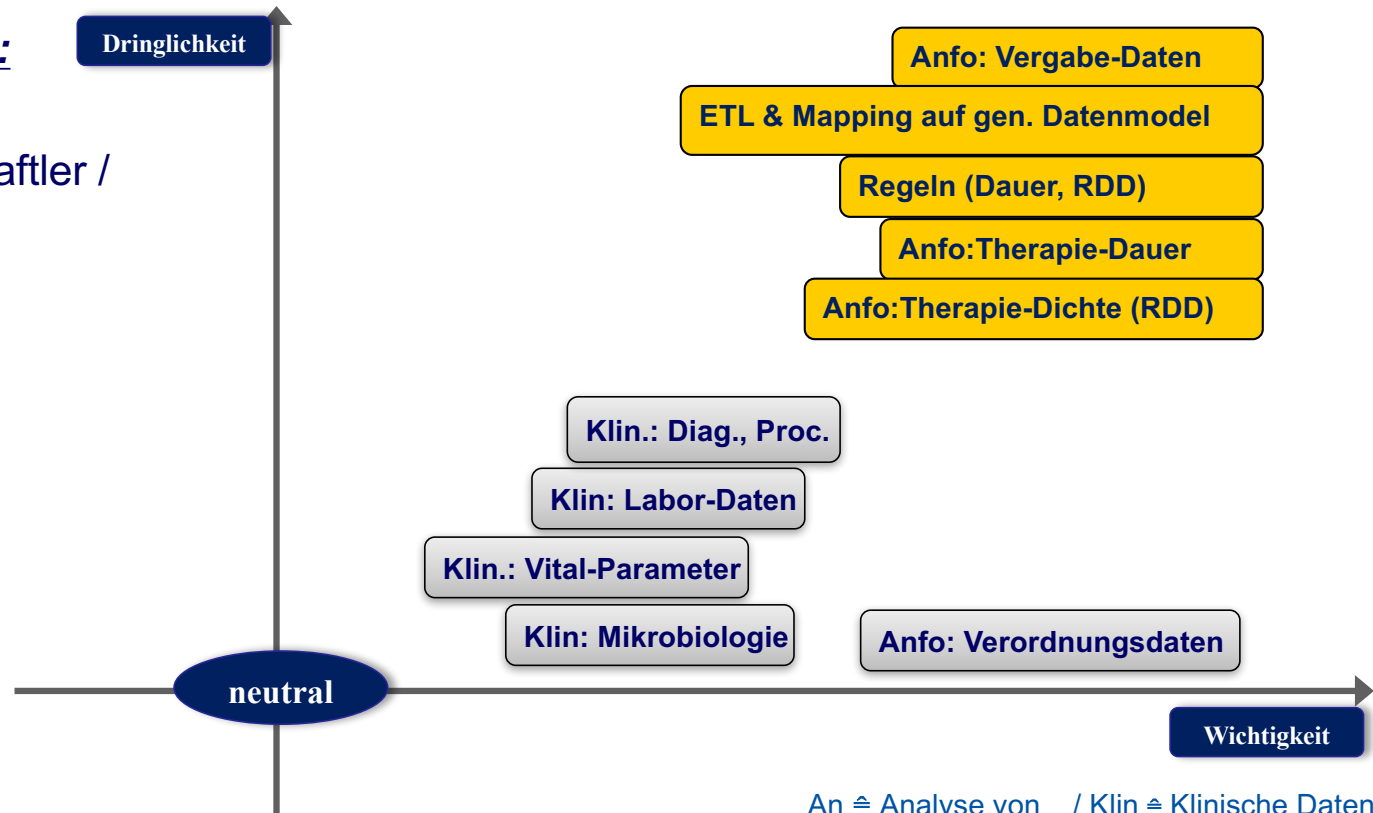 :
Dringlichkeit
Anfo: Vergabe-Daten
ETL & Mapping auf gen. Datenmodel
aftler /
Regeln (Dauer, RDD)
Anfo:Therapie-Dauer
Anfo:Therapie-Dichte (RDD)
Klin.: Diag., Proc.
Klin: Labor-Daten
Klin.: Vital-Parameter
Klin: Mikrobiologie
Anfo: Verordnungsdaten
neutral
Wichtigkeit
An ≙ Analyse von / Klin ≙ Klinische Daten